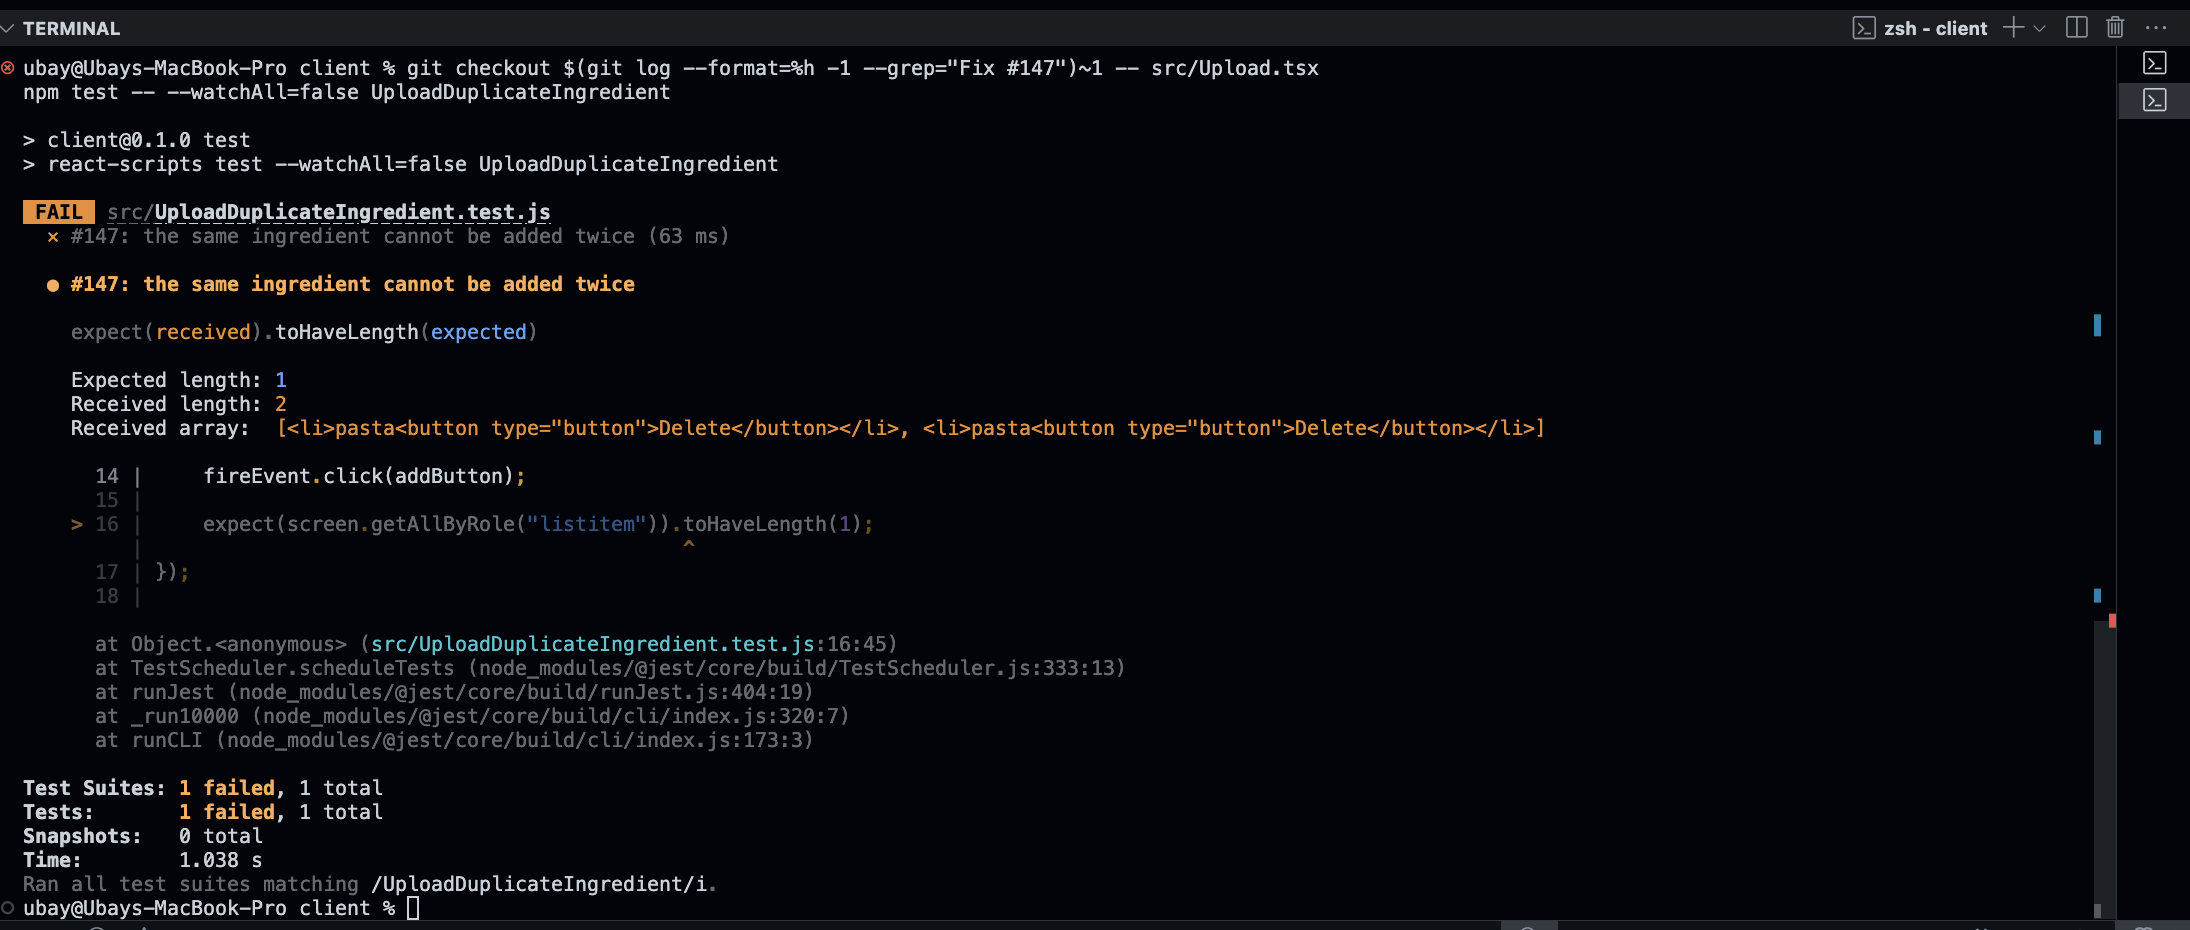 TERMINAL
zsh - client
ubay@Ubays-MacBook-Pro client % git checkout $(git log --format=%h -1 --grep="Fix #147")~1 -- src/Upload.tsx
npm test -- --watchAll=false UploadDuplicateIngredient
> client@0.1.0 test
> react-scripts test --watchAll=false UploadDuplicateIngredient
FAIL src/UploadDuplicateIngredient.test.js
× #147: the same ingredient cannot be added twice (63 ms)
● #147: the same ingredient cannot be added twice
expect(received).toHaveLength(expected)
Expected length: 1
Received length: 2
Received array:  [<li>pasta<button type="button">Delete</button></li>, <li>pasta<button type="button">Delete</button></li>]
14 |     fireEvent.click(addButton);
15 |
> 16 |     expect(screen.getAllByRole("listitem")).toHaveLength(1);
|                                             ^
17 | });
18 |
at Object.<anonymous> (src/UploadDuplicateIngredient.test.js:16:45)
at TestScheduler.scheduleTests (node_modules/@jest/core/build/TestScheduler.js:333:13)
at runJest (node_modules/@jest/core/build/runJest.js:404:19)
at _run10000 (node_modules/@jest/core/build/cli/index.js:320:7)
at runCLI (node_modules/@jest/core/build/cli/index.js:173:3)
Test Suites: 1 failed, 1 total
Tests:       1 failed, 1 total
Snapshots:   0 total
Time:        1.038 s
Ran all test suites matching /UploadDuplicateIngredient/i.
ubay@Ubays-MacBook-Pro client %